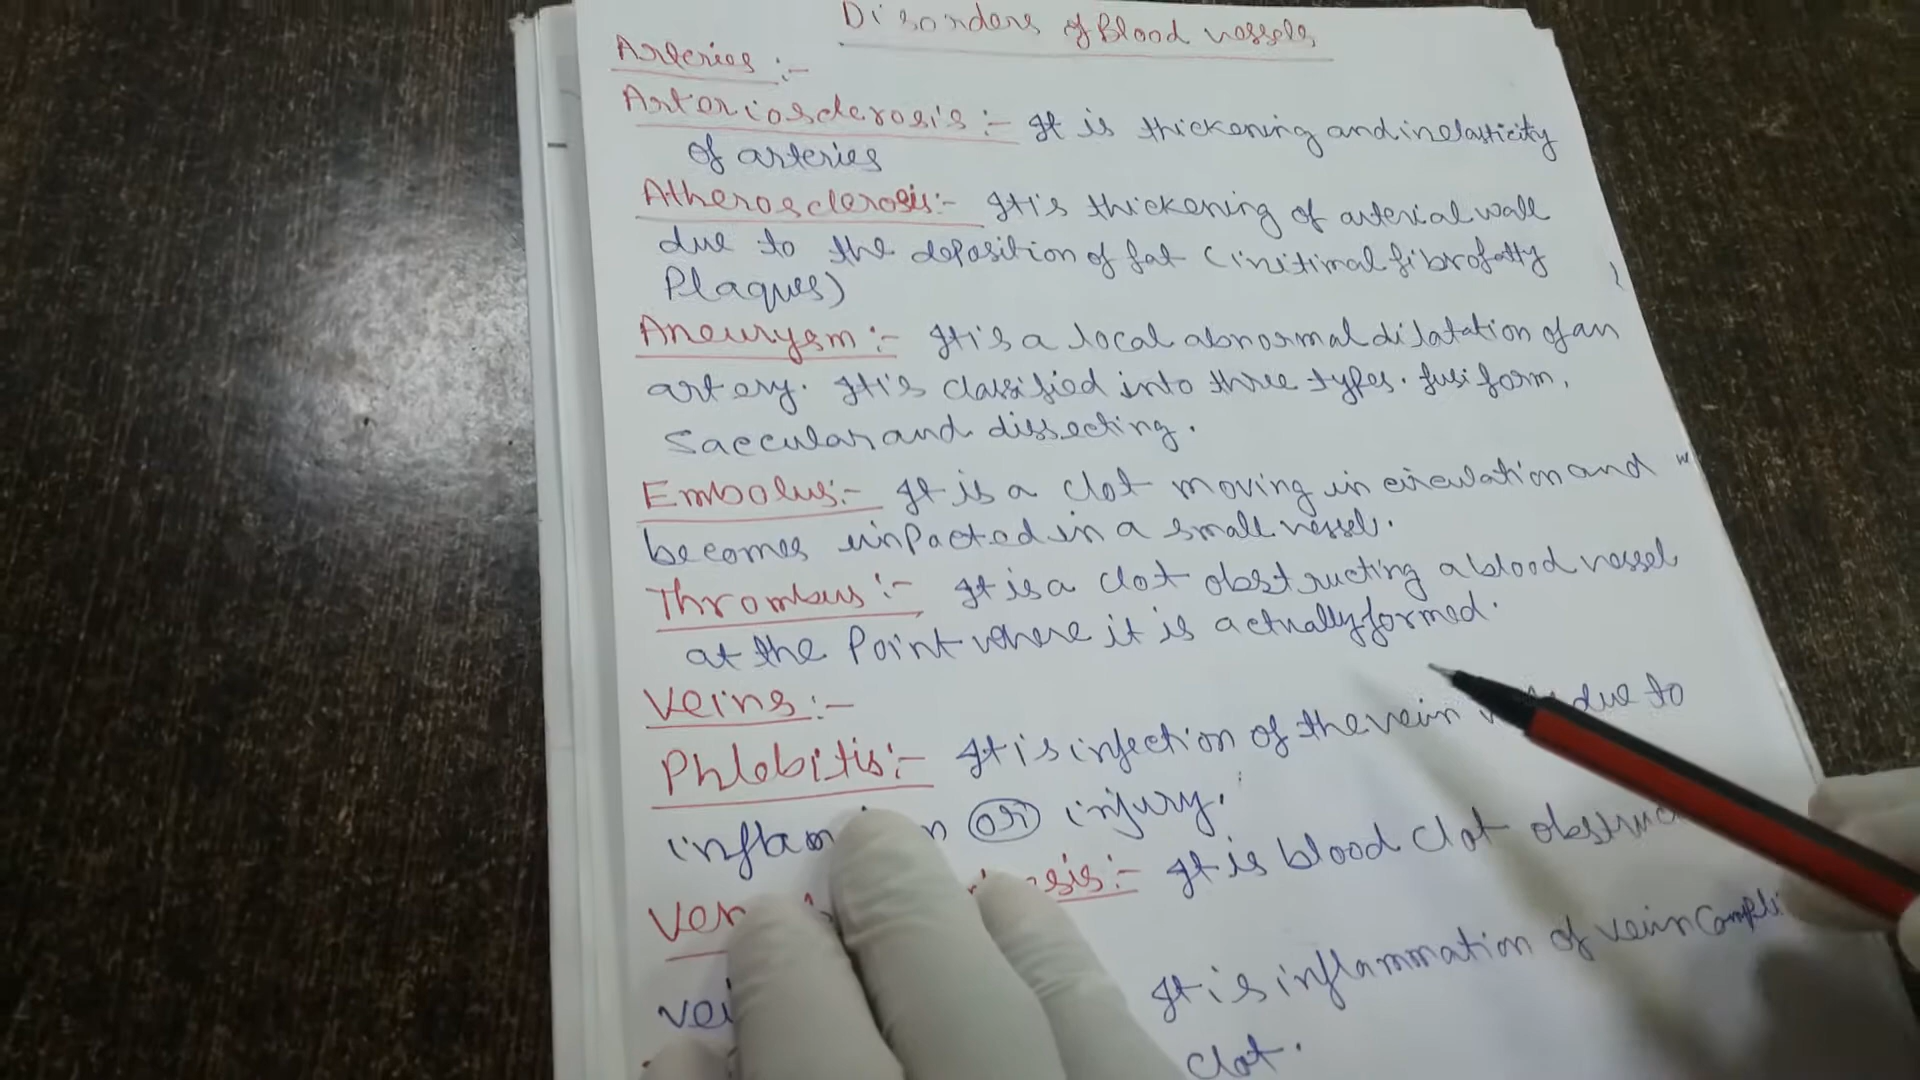 Disorders of Blood vessels
Arteries :-
Arteriosclerosis :- It is thickening and inelasticity
of arteries
Atherosclerosis:- It is thickening of arterial wall
due to the deposition of fat (initimal fibrofatty
Plaques)
Aneurysm :- It is a local abnormal dilatation of an
artery. It is classified into three types. fusiform,
Saccular and dissecting.
Embolus:- It is a clot moving in circulation and
becomes impacted in a small vessel.
Thrombus :- It is a clot obstructing a blood vessel
at the Point where it is actually formed.
Veins :-
Phlebitis :- It is infection of the vein due to
or injury.
It is blood clot
It is inflammation of vein
clot.